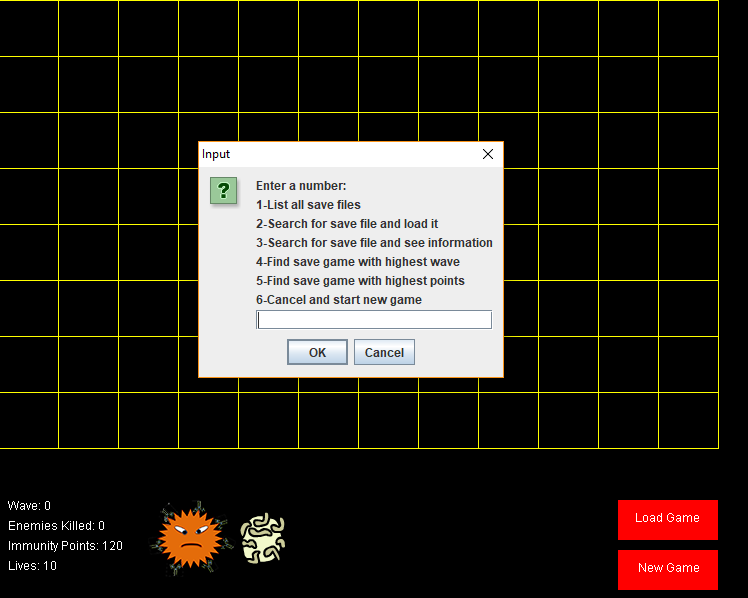 Input
?
Enter a number:
1-List all save files
2-Search for save file and load it
3-Search for save file and see information
4-Find save game with highest wave
5-Find save game with highest points
6-Cancel and start new game
OK Cancel
Wave: 0
Enemies Killed: 0
Immunity Points: 120
Lives: 10
Load Game
New Game